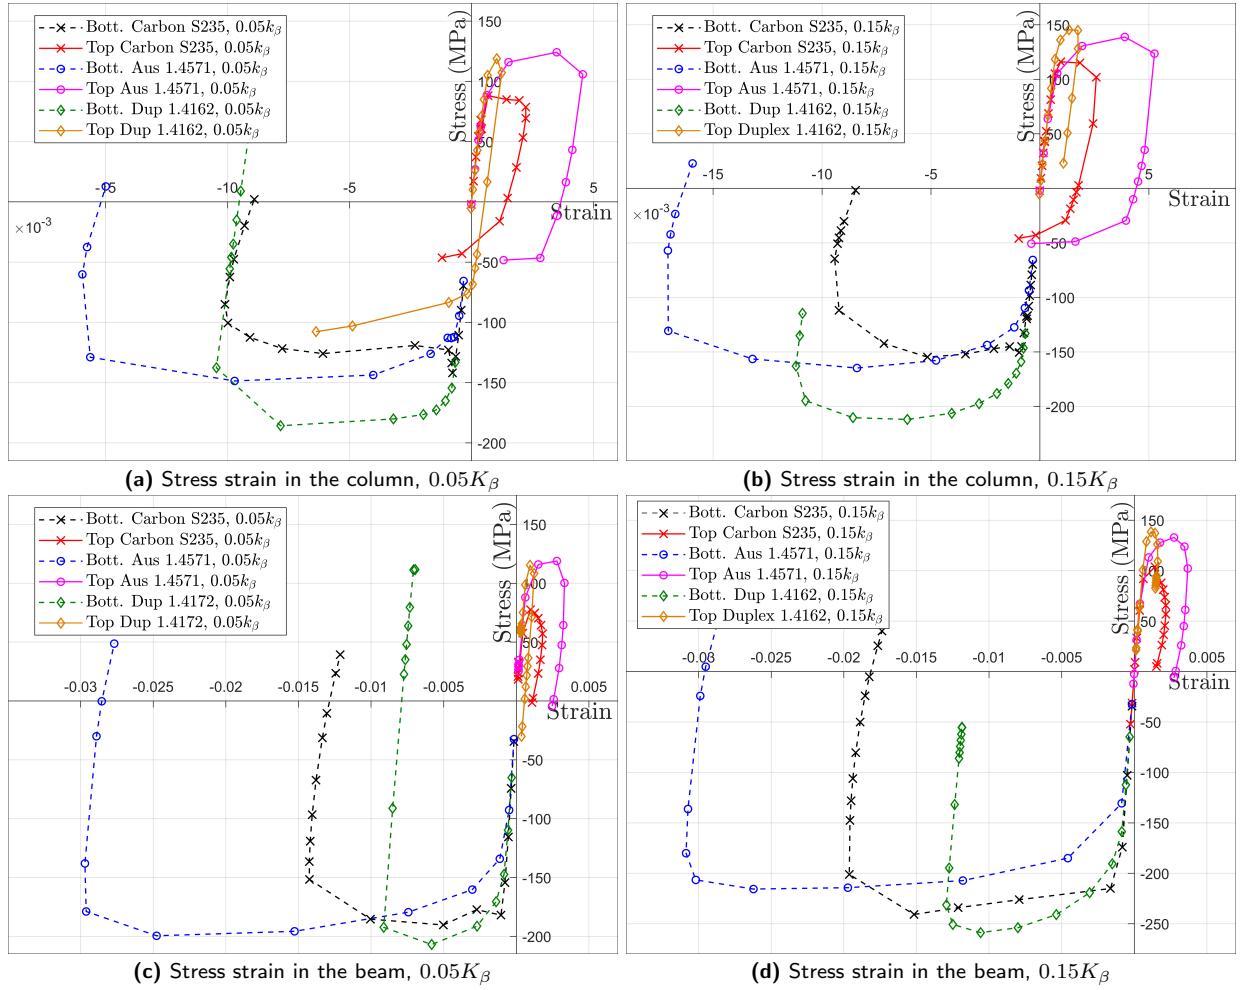 Bott. Carbon S235, 0.05kβ
Top Carbon S235, 0.05kβ
Bott. Aus 1.4571, 0.05kβ
Top Aus 1.4571, 0.05kβ
Bott. Dup 1.4162, 0.05kβ
Top Dup 1.4162, 0.05kβ
Stress (MPa)
150
100
50
-50
-100
-150
-200
-15
-10
-5
5
×10⁻³
Strain
(a) Stress strain in the column, 0.05Kβ
Bott. Carbon S235, 0.15kβ
Top Carbon S235, 0.15kβ
Bott. Aus 1.4571, 0.15kβ
Top Aus 1.4571, 0.15kβ
Bott. Dup 1.4162, 0.15kβ
Top Duplex 1.4162, 0.15kβ
Stress (MPa)
150
100
50
-50
-100
-150
-200
-15
-10
-5
5
×10⁻³
Strain
(b) Stress strain in the column, 0.15Kβ
Bott. Carbon S235, 0.05kβ
Top Carbon S235, 0.05kβ
Bott. Aus 1.4571, 0.05kβ
Top Aus 1.4571, 0.05kβ
Bott. Dup 1.4172, 0.05kβ
Top Dup 1.4172, 0.05kβ
Stress (MPa)
150
100
50
-50
-100
-150
-200
-0.03
-0.025
-0.02
-0.015
-0.01
-0.005
0.005
Strain
(c) Stress strain in the beam, 0.05Kβ
Bott. Carbon S235, 0.15kβ
Top Carbon S235, 0.15kβ
Bott. Aus 1.4571, 0.15kβ
Top Aus 1.4571, 0.15kβ
Bott. Dup 1.4162, 0.15kβ
Top Duplex 1.4162, 0.15kβ
Stress (MPa)
150
100
50
-50
-100
-150
-200
-250
-0.03
-0.025
-0.02
-0.015
-0.01
-0.005
0.005
Strain
(d) Stress strain in the beam, 0.15Kβ